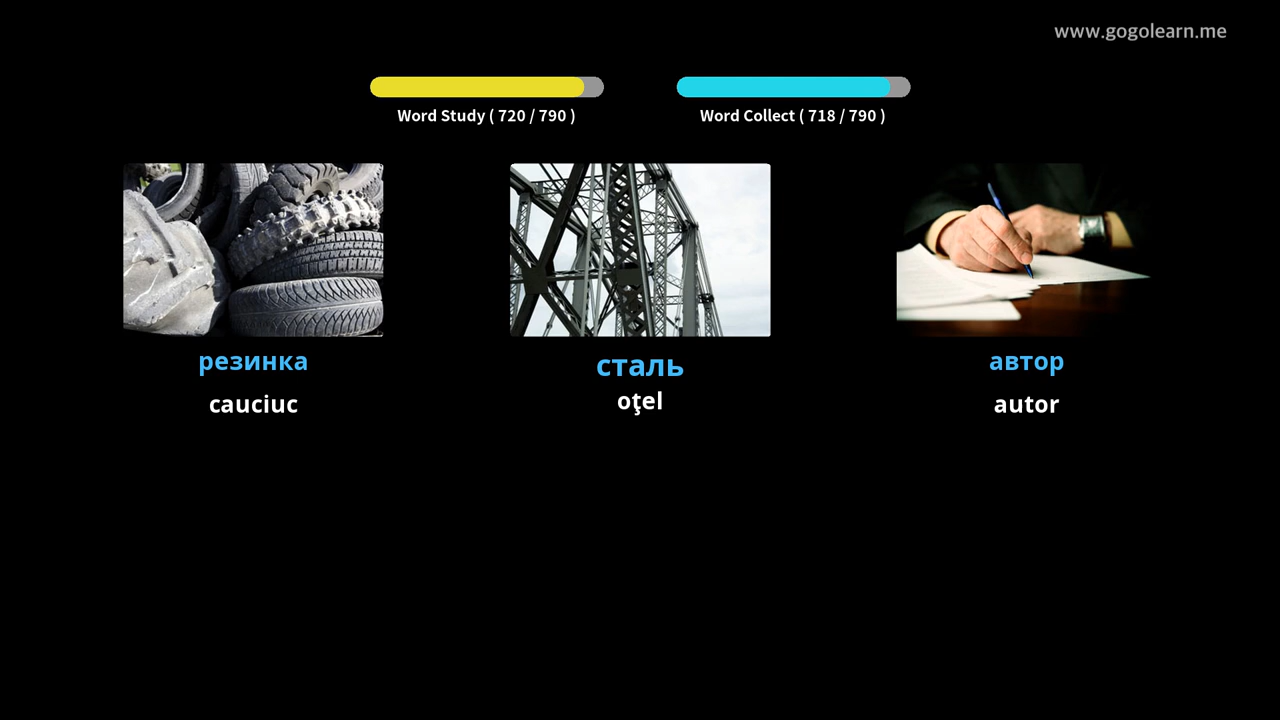 www.gogolearn.me
Word Study ( 720 / 790 )
Word Collect ( 718 / 790 )
резинка
сталь
автор
cauciuc
oţel
autor